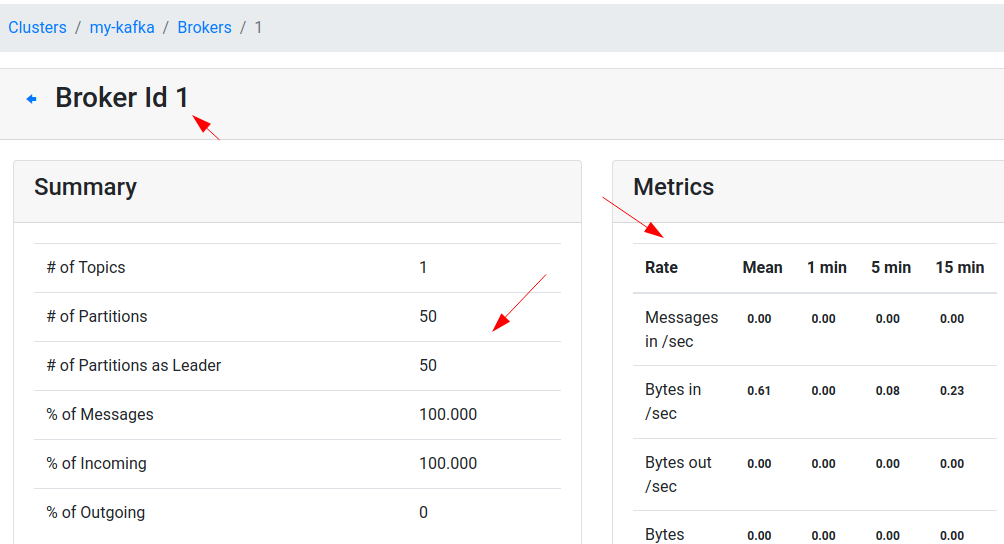 Clusters / my-kafka / Brokers / 1
Broker Id 1
Summary
# of Topics 1
# of Partitions 50
# of Partitions as Leader 50
% of Messages 100.000
% of Incoming 100.000
% of Outgoing 0
Metrics
Rate Mean 1 min 5 min 15 min
Messages in /sec 0.00 0.00 0.00 0.00
Bytes in /sec 0.61 0.00 0.08 0.23
Bytes out /sec 0.00 0.00 0.00 0.00
Bytes 0.00 0.00 0.00 0.00